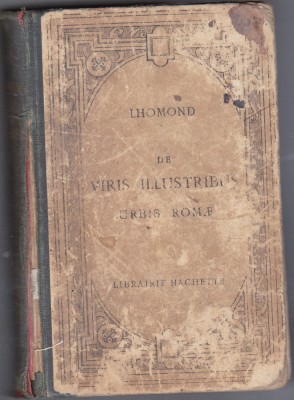 LHOMOND
DE
VIRIS ILLUSTRIBUS
URBIS ROMÆ
LIBRAIRIE HACHETTE